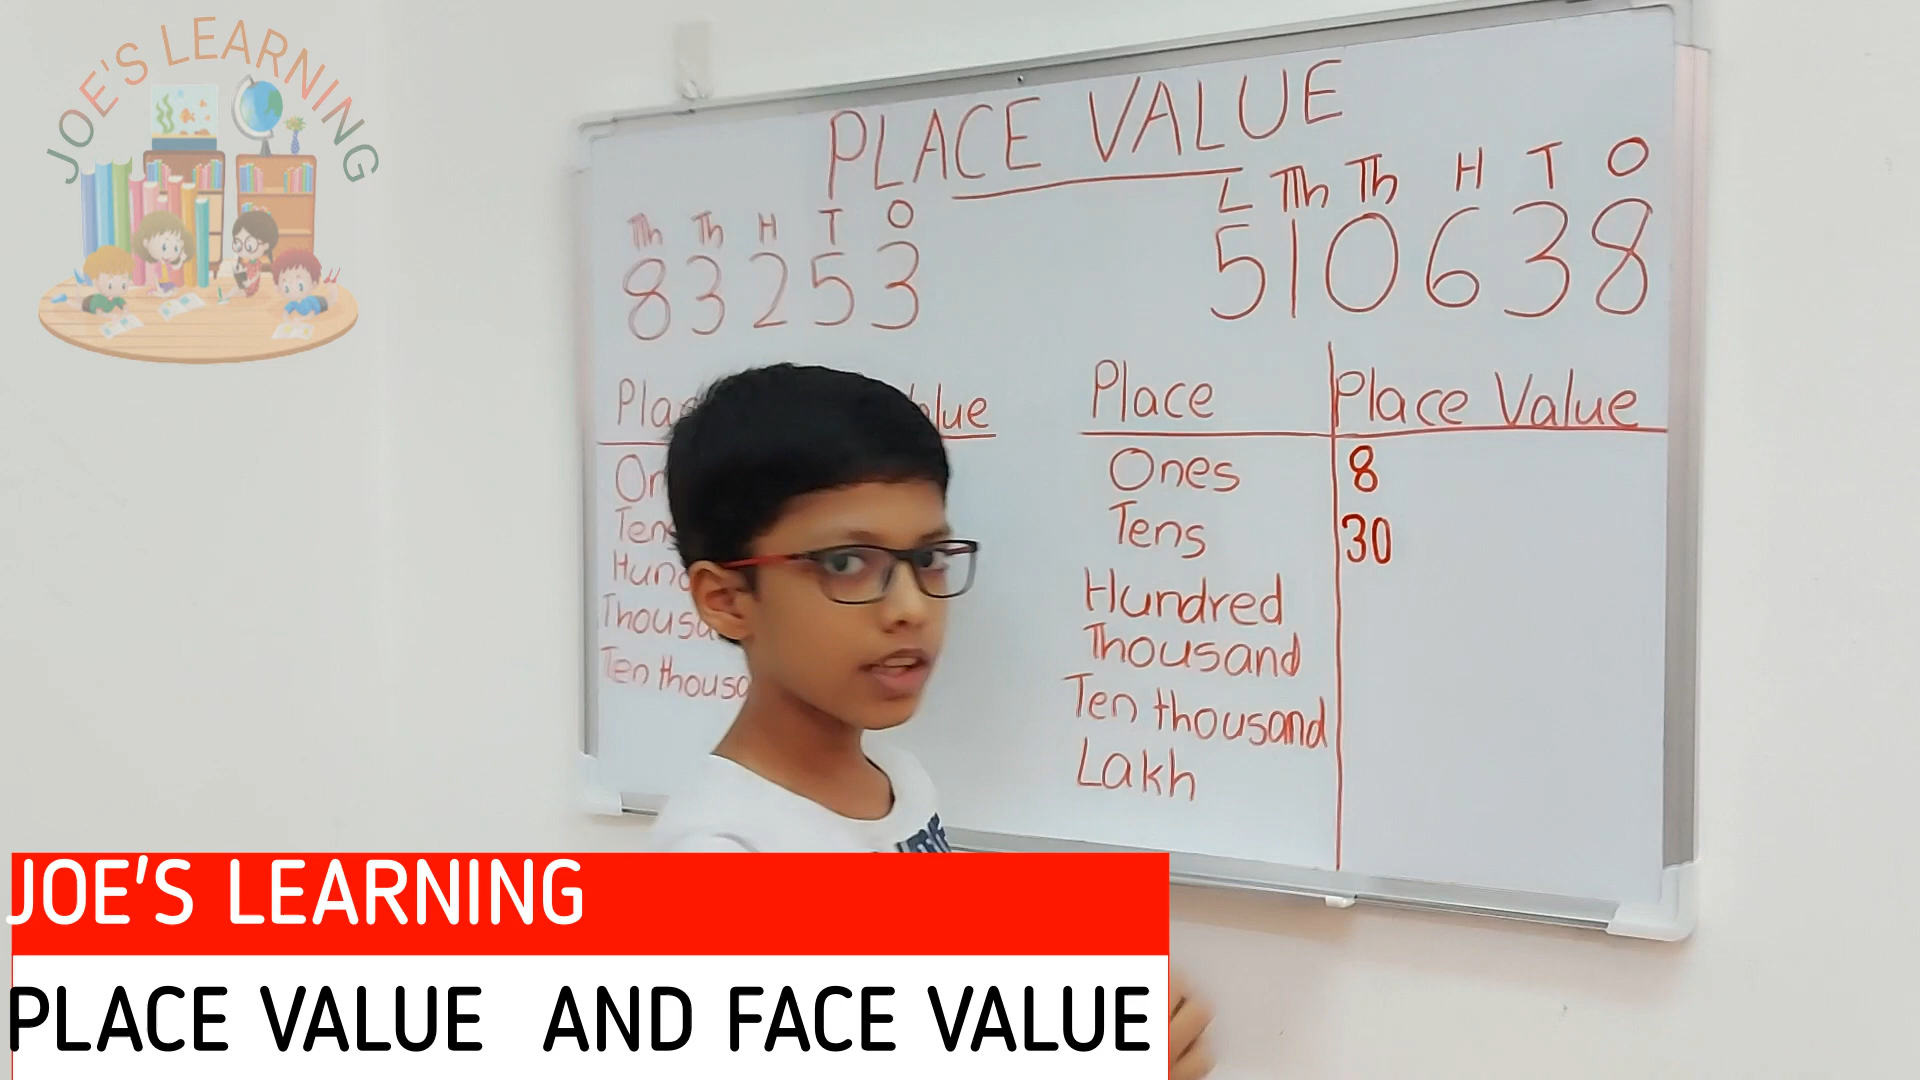 JOE'S LEARNING
PLACE VALUE
Th Th H T O
83253
L TTh Th H T O
510638
Place Place Value
Ones 8
Tens 30
Hundred
Thousand
Ten thousand
Lakh
JOE'S LEARNING
PLACE VALUE AND FACE VALUE